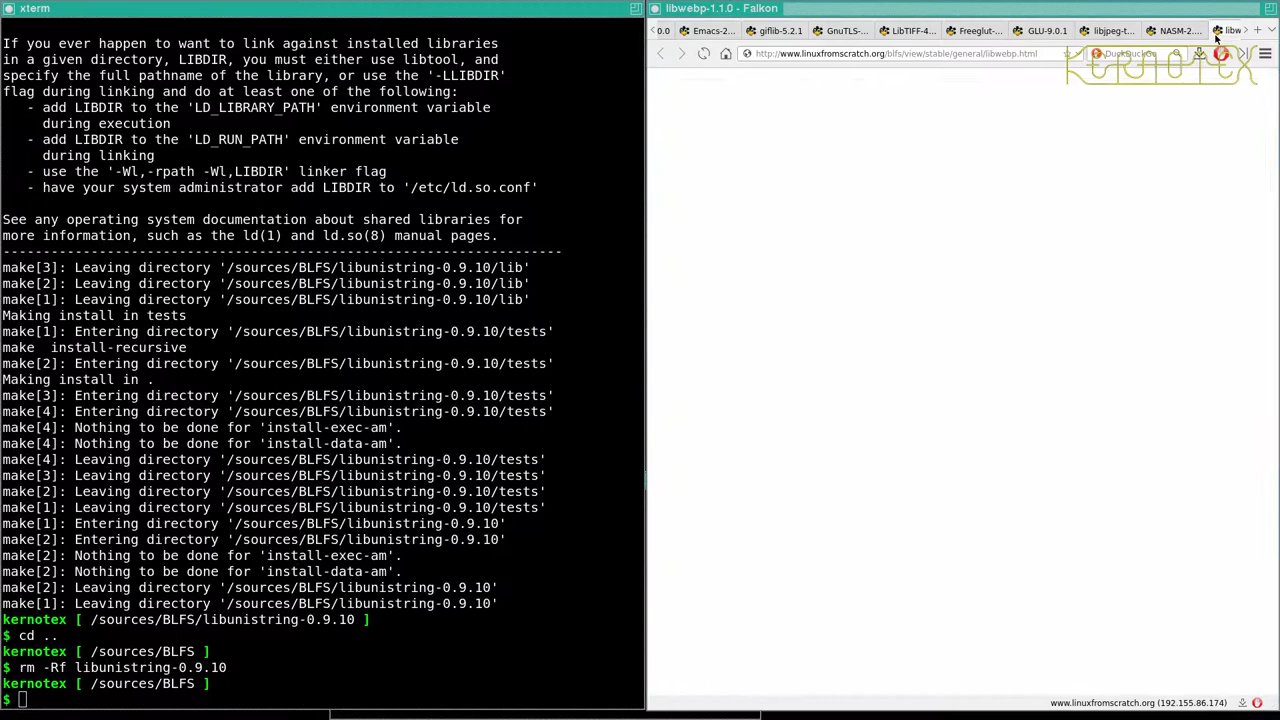 xterm
If you ever happen to want to link against installed libraries
in a given directory, LIBDIR, you must either use libtool, and
specify the full pathname of the library, or use the '-LLIBDIR'
flag during linking and do at least one of the following:
- add LIBDIR to the 'LD_LIBRARY_PATH' environment variable
during execution
- add LIBDIR to the 'LD_RUN_PATH' environment variable
during linking
- use the '-Wl,-rpath -Wl,LIBDIR' linker flag
- have your system administrator add LIBDIR to '/etc/ld.so.conf'
See any operating system documentation about shared libraries for
more information, such as the ld(1) and ld.so(8) manual pages.
----------------------------------------------------------------------
make[3]: Leaving directory '/sources/BLFS/libunistring-0.9.10/lib'
make[2]: Leaving directory '/sources/BLFS/libunistring-0.9.10/lib'
make[1]: Leaving directory '/sources/BLFS/libunistring-0.9.10/lib'
Making install in tests
make[1]: Entering directory '/sources/BLFS/libunistring-0.9.10/tests'
make  install-recursive
make[2]: Entering directory '/sources/BLFS/libunistring-0.9.10/tests'
Making install in .
make[3]: Entering directory '/sources/BLFS/libunistring-0.9.10/tests'
make[4]: Entering directory '/sources/BLFS/libunistring-0.9.10/tests'
make[4]: Nothing to be done for 'install-exec-am'.
make[4]: Nothing to be done for 'install-data-am'.
make[4]: Leaving directory '/sources/BLFS/libunistring-0.9.10/tests'
make[3]: Leaving directory '/sources/BLFS/libunistring-0.9.10/tests'
make[2]: Leaving directory '/sources/BLFS/libunistring-0.9.10/tests'
make[1]: Leaving directory '/sources/BLFS/libunistring-0.9.10/tests'
make[1]: Entering directory '/sources/BLFS/libunistring-0.9.10'
make[2]: Entering directory '/sources/BLFS/libunistring-0.9.10'
make[2]: Nothing to be done for 'install-exec-am'.
make[2]: Nothing to be done for 'install-data-am'.
make[2]: Leaving directory '/sources/BLFS/libunistring-0.9.10'
make[1]: Leaving directory '/sources/BLFS/libunistring-0.9.10'
kernotex [ /sources/BLFS/libunistring-0.9.10 ]
$ cd ..
kernotex [ /sources/BLFS ]
$ rm -Rf libunistring-0.9.10
kernotex [ /sources/BLFS ]
$
libwebp-1.1.0 - Falkon
0.0 Emacs-2... giflib-5.2.1 GnuTLS-... LibTIFF-4... Freeglut-... GLU-9.0.1 libjpeg-t... NASM-2.... libw
http://www.linuxfromscratch.org/blfs/view/stable/general/libwebp.html DuckDuckGo
KERNOTEX
www.linuxfromscratch.org (192.155.86.174)